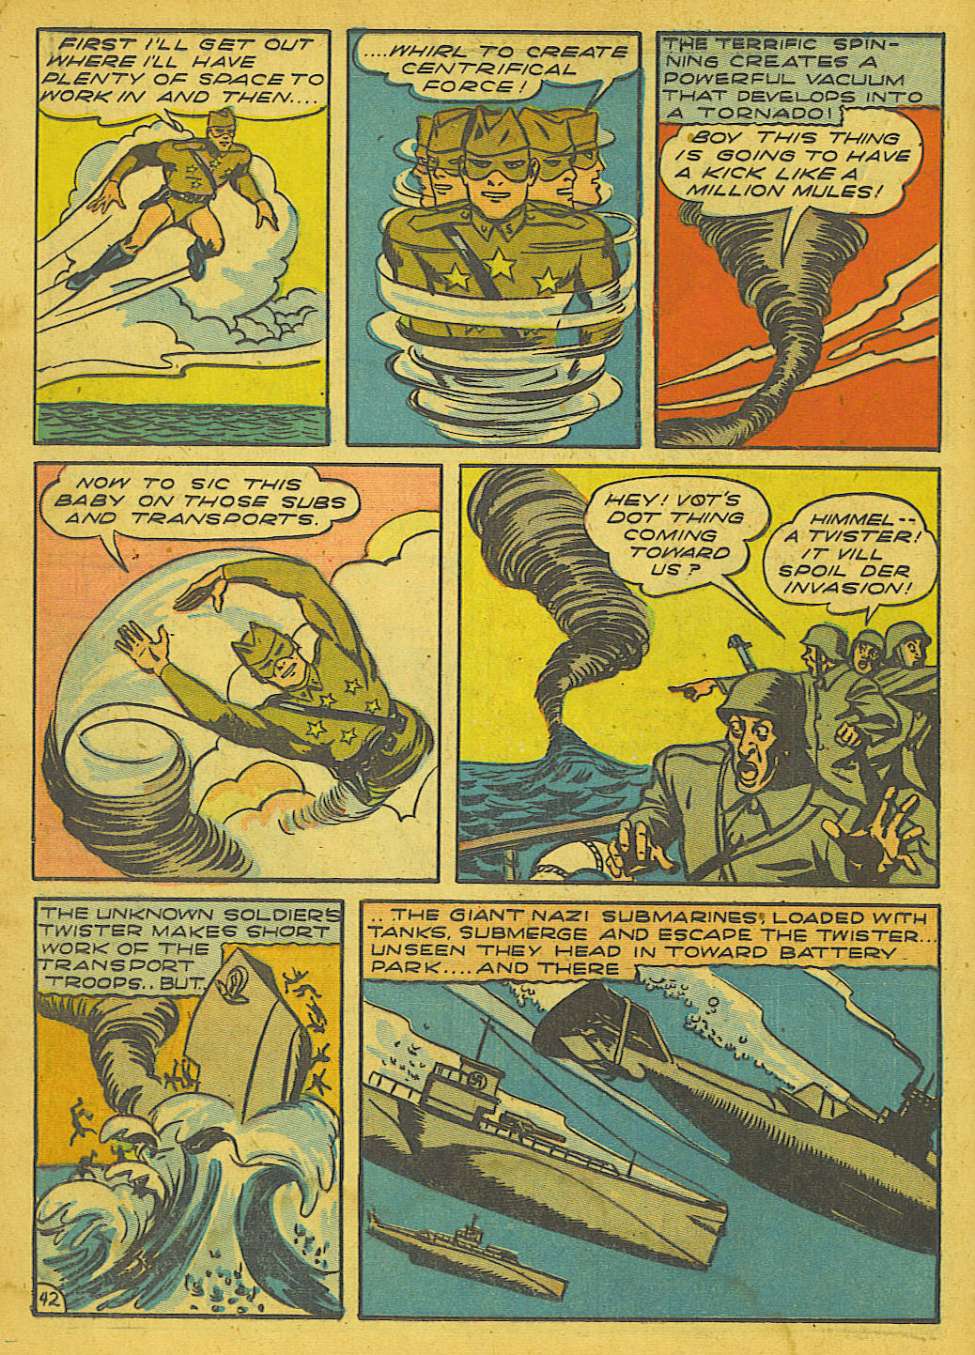 FIRST I'LL GET OUT
WHERE I'LL HAVE
PLENTY OF SPACE TO
WORK IN AND THEN....
....WHIRL TO CREATE
CENTRIFICAL
FORCE!
U S
THE TERRIFIC SPIN-
NING CREATES A
POWERFUL VACUUM
THAT DEVELOPS INTO
A TORNADO!
BOY THIS THING
IS GOING TO HAVE
A KICK LIKE A
MILLION MULES!
NOW TO SIC THIS
BABY ON THOSE SUBS
AND TRANSPORTS.
HEY! VOT'S
DOT THING
COMING
TOWARD
US?
HIMMEL--
A TVISTER!
IT VILL
SPOIL DER
INVASION!
THE UNKNOWN SOLDIER'S
TWISTER MAKES SHORT
WORK OF THE
TRANSPORT
TROOPS.. BUT..
.. THE GIANT NAZI SUBMARINES, LOADED WITH
TANKS, SUBMERGE AND ESCAPE THE TWISTER...
UNSEEN THEY HEAD IN TOWARD BATTERY
PARK....AND THERE
42